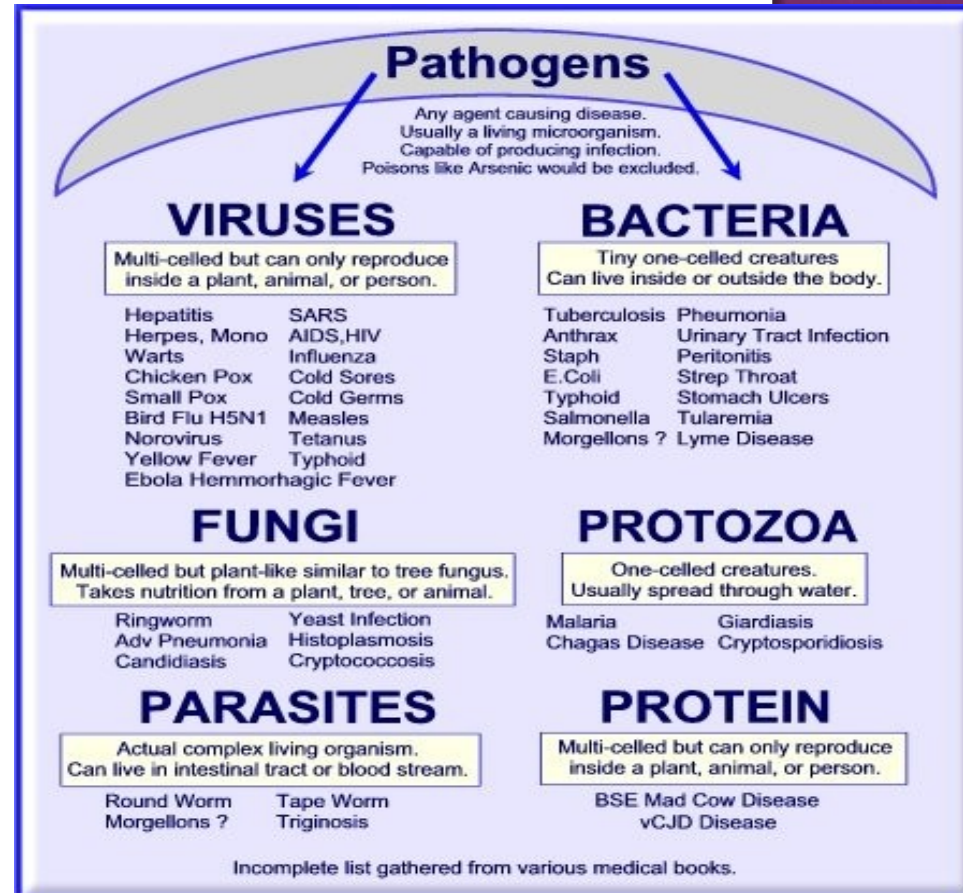 Pathogens
Any agent causing disease.
Usually a living microorganism.
Capable of producing infection.
Poisons like Arsenic would be excluded.
VIRUSES
Multi-celled but can only reproduce
inside a plant, animal, or person.
Hepatitis SARS
Herpes, Mono AIDS,HIV
Warts Influenza
Chicken Pox Cold Sores
Small Pox Cold Germs
Bird Flu H5N1 Measles
Norovirus Tetanus
Yellow Fever Typhoid
Ebola Hemmorhagic Fever
BACTERIA
Tiny one-celled creatures
Can live inside or outside the body.
Tuberculosis Pheumonia
Anthrax Urinary Tract Infection
Staph Peritonitis
E.Coli Strep Throat
Typhoid Stomach Ulcers
Salmonella Tularemia
Morgellons ? Lyme Disease
FUNGI
Multi-celled but plant-like similar to tree fungus.
Takes nutrition from a plant, tree, or animal.
Ringworm Yeast Infection
Adv Pneumonia Histoplasmosis
Candidiasis Cryptococcosis
PROTOZOA
One-celled creatures.
Usually spread through water.
Malaria Giardiasis
Chagas Disease Cryptosporidiosis
PARASITES
Actual complex living organism.
Can live in intestinal tract or blood stream.
Round Worm Tape Worm
Morgellons ? Triginosis
PROTEIN
Multi-celled but can only reproduce
inside a plant, animal, or person.
BSE Mad Cow Disease
vCJD Disease
Incomplete list gathered from various medical books.